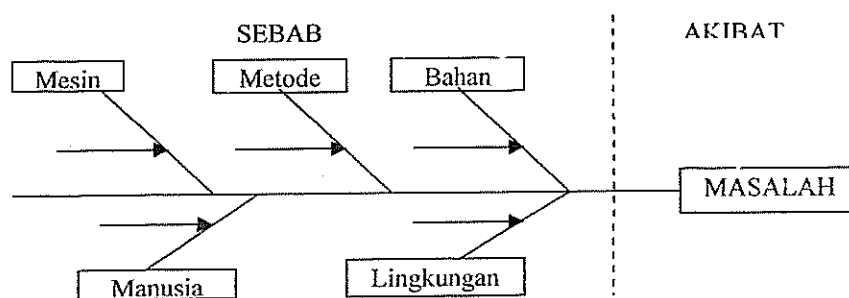 SEBAB
AKIBAT
Mesin
Metode
Bahan
MASALAH
Manusia
Lingkungan